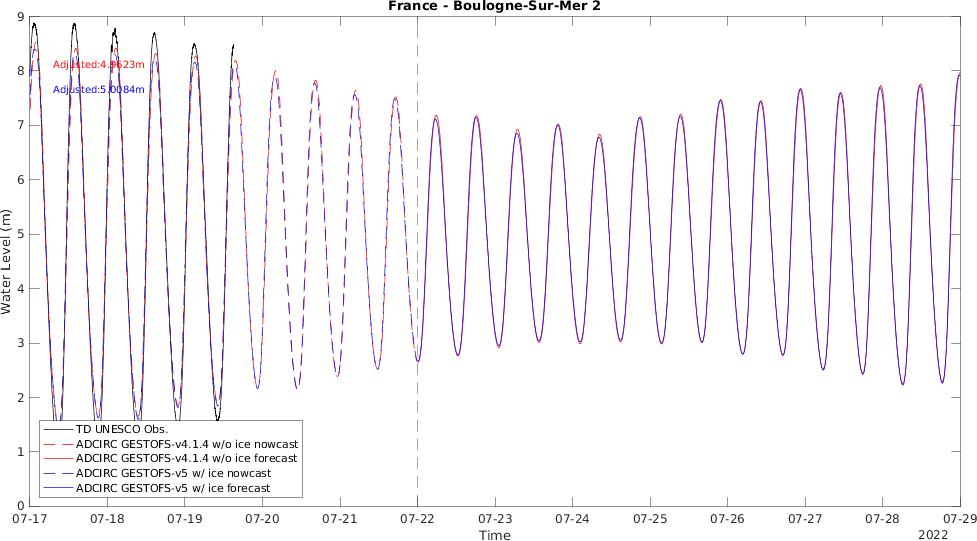 France - Boulogne-Sur-Mer 2
Water Level (m)
9
8
7
6
5
4
3
2
1
0
Adjusted:4.9623m
Adjusted:5.0084m
TD UNESCO Obs.
ADCIRC GESTOFS-v4.1.4 w/o ice nowcast
ADCIRC GESTOFS-v4.1.4 w/o ice forecast
ADCIRC GESTOFS-v5 w/ ice nowcast
ADCIRC GESTOFS-v5 w/ ice forecast
07-17 07-18 07-19 07-20 07-21 07-22 07-23 07-24 07-25 07-26 07-27 07-28 07-29
Time
2022